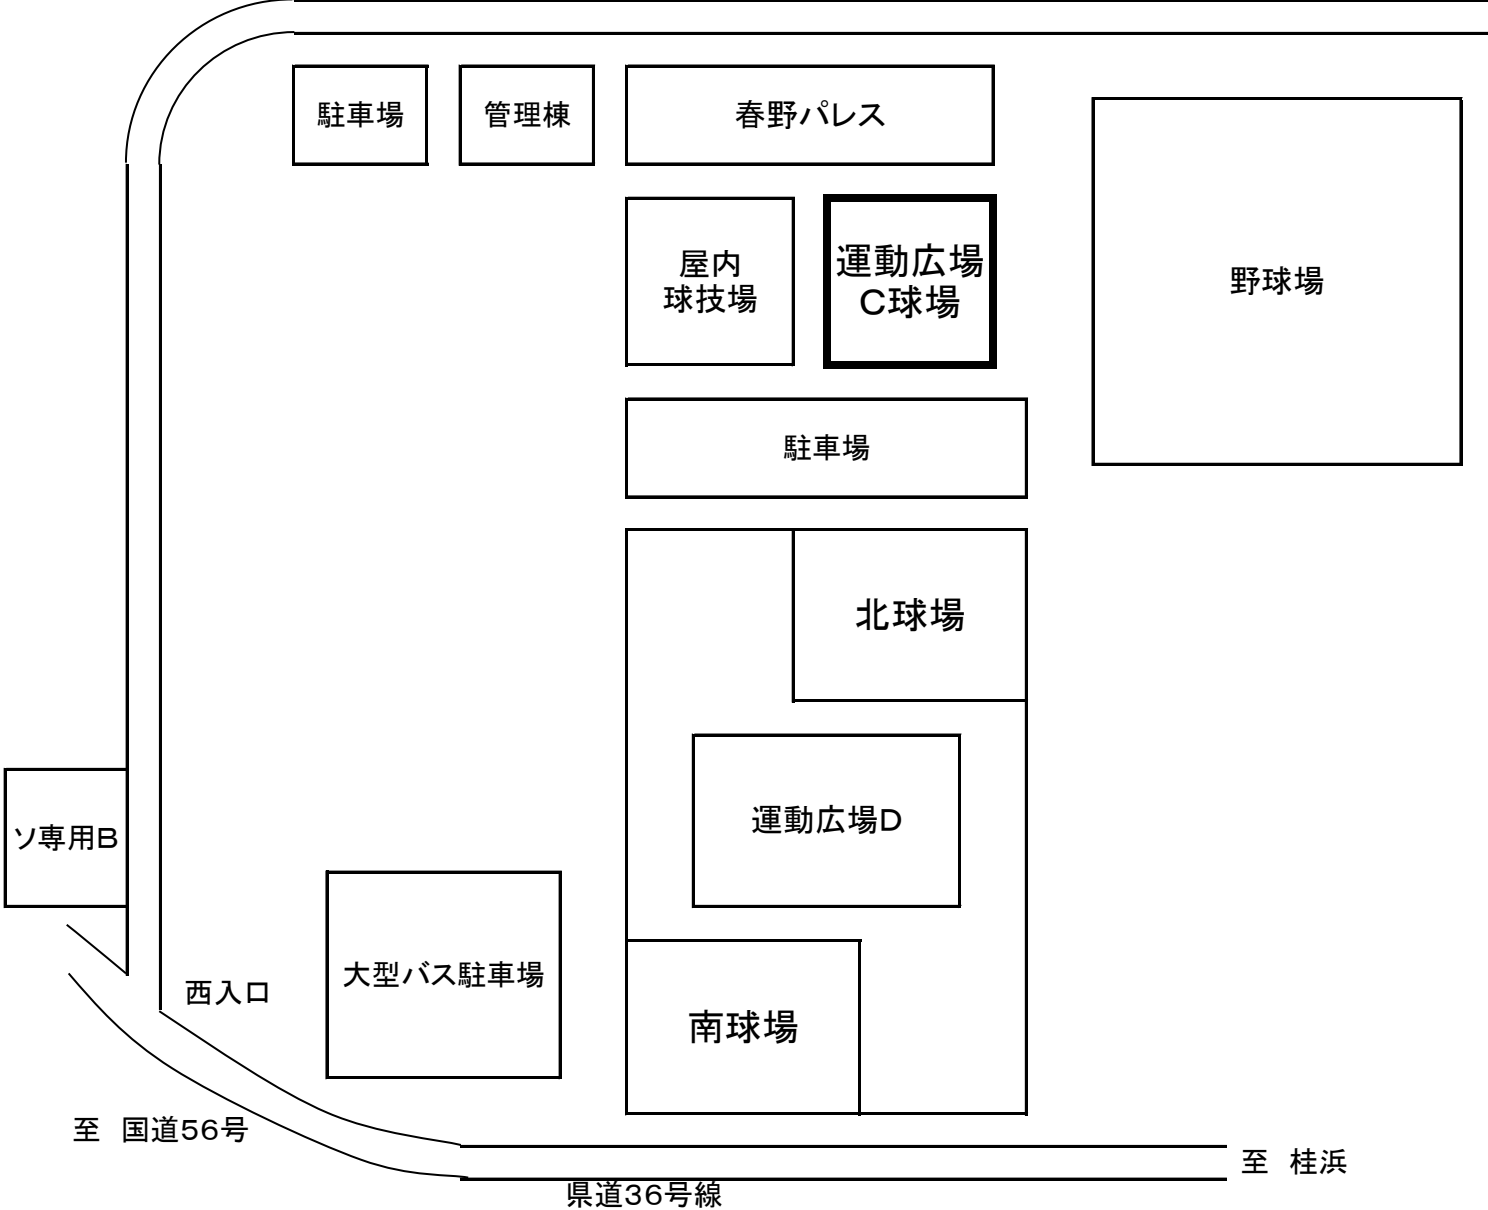 駐車場
管理棟
春野パレス
屋内
球技場
運動広場
C球場
野球場
駐車場
北球場
運動広場D
ソ専用B
大型バス駐車場
西入口
南球場
至　国道56号
至　桂浜
県道36号線